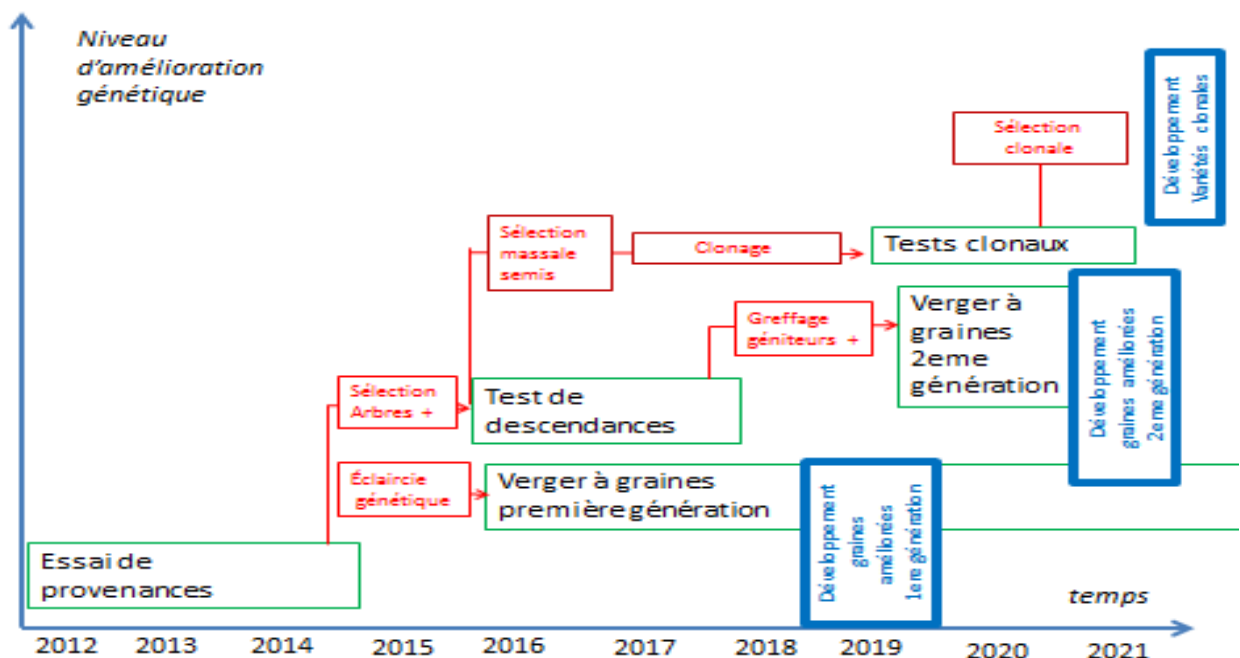 Niveau
d'amélioration
génétique
Développement
Variétés clonales
Sélection
clonale
Sélection
massale
semis
Clonage
Tests clonaux
Greffage
géniteurs +
Verger à
graines
2eme
génération
Développement
graines améliorées
2eme génération
Sélection
Arbres +
Test de
descendances
Éclaircie
génétique
Verger à graines
première génération
Développement
graines
améliorées
1ere génération
Essai de
provenances
temps
2012 2013 2014 2015 2016 2017 2018 2019 2020 2021